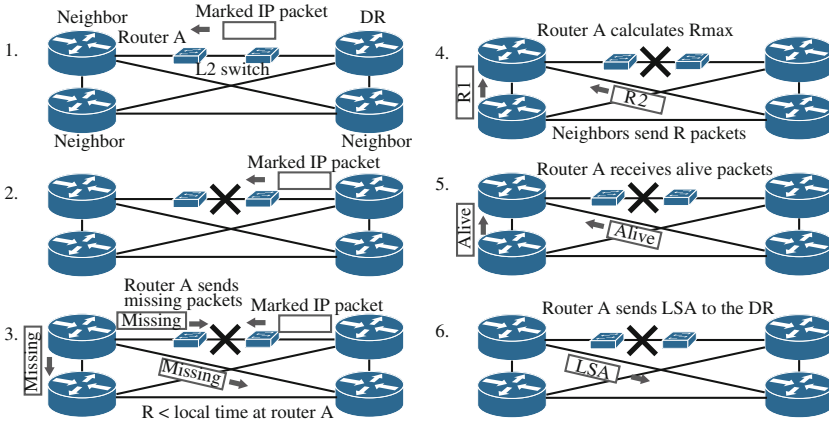 1.
Neighbor
Router A
Marked IP packet
DR
L2 switch
Neighbor
Neighbor
2.
Marked IP packet
3.
Router A sends
missing packets
Missing
Marked IP packet
Missing
Missing
R < local time at router A
4.
Router A calculates Rmax
R1
R2
Neighbors send R packets
5.
Router A receives alive packets
Alive
Alive
6.
Router A sends LSA to the DR
LSA